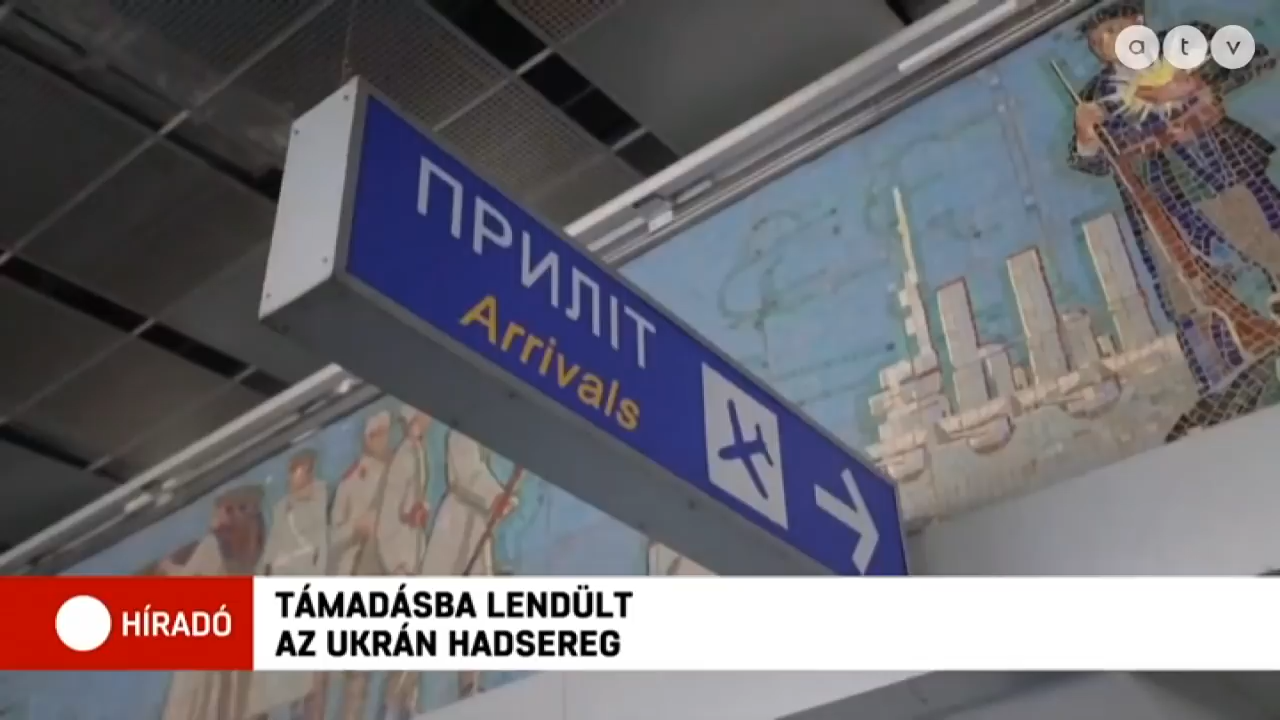 atv
ПРИЛІТ
Arrivals
HÍRADÓ
TÁMADÁSBA LENDÜLT
AZ UKRÁN HADSEREG